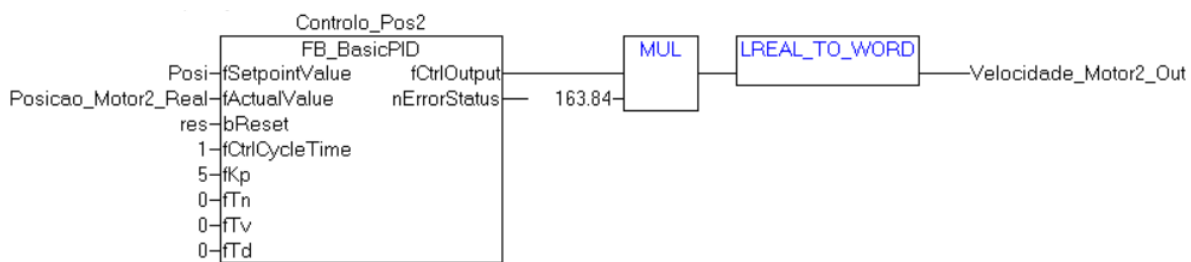 Controlo_Pos2
FB_BasicPID MUL LREAL_TO_WORD
Posi fSetpointValue fCtrlOutput Velocidade_Motor2_Out
Posicao_Motor2_Real fActualValue nErrorStatus 163.84
res bReset
1 fCtrlCycleTime
5 fKp
0 fTn
0 fTv
0 fTd